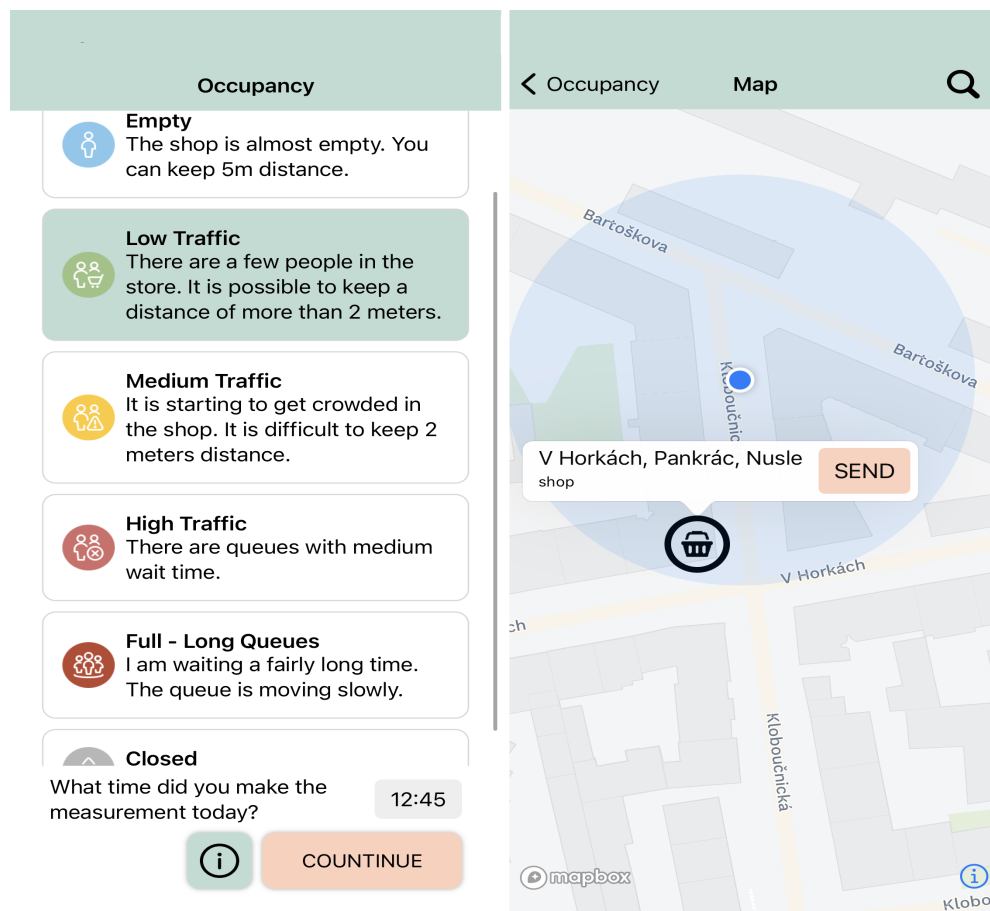 Occupancy
Empty
The shop is almost empty. You
can keep 5m distance.
Low Traffic
There are a few people in the
store. It is possible to keep a
distance of more than 2 meters.
Medium Traffic
It is starting to get crowded in
the shop. It is difficult to keep 2
meters distance.
High Traffic
There are queues with medium
wait time.
Full - Long Queues
I am waiting a fairly long time.
The queue is moving slowly.
Closed
What time did you make the
measurement today?
12:45
COUNTINUE
Occupancy
Map
Bartoškova
Bartoškova
Kloboučnic
V Horkách, Pankrác, Nusle
shop
SEND
V Horkách
ch
Kloboučnická
mapbox
Klobo